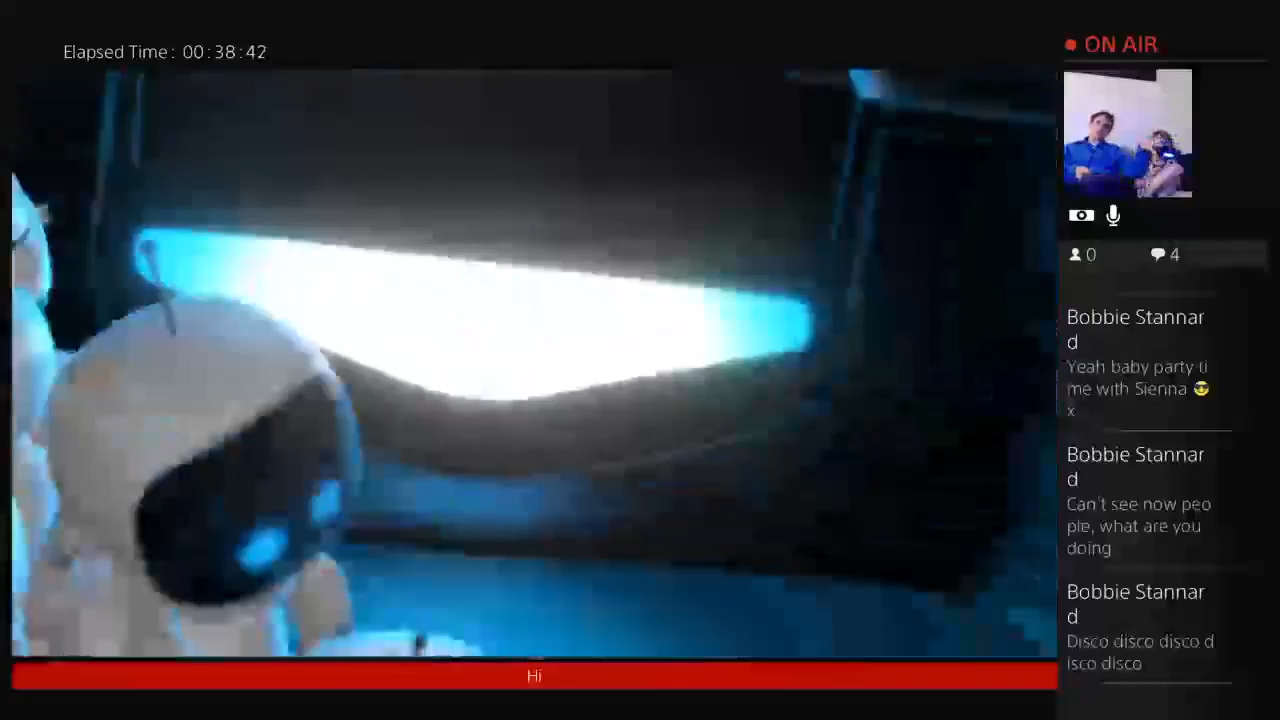 Elapsed Time: 00:38:42
ON AIR
0 4
Bobbie Stannar
d
Yeah baby party ti
me with Sienna 😎
x
Bobbie Stannar
d
Can't see now peo
ple, what are you
doing
Bobbie Stannar
d
Disco disco disco d
isco disco
Hi